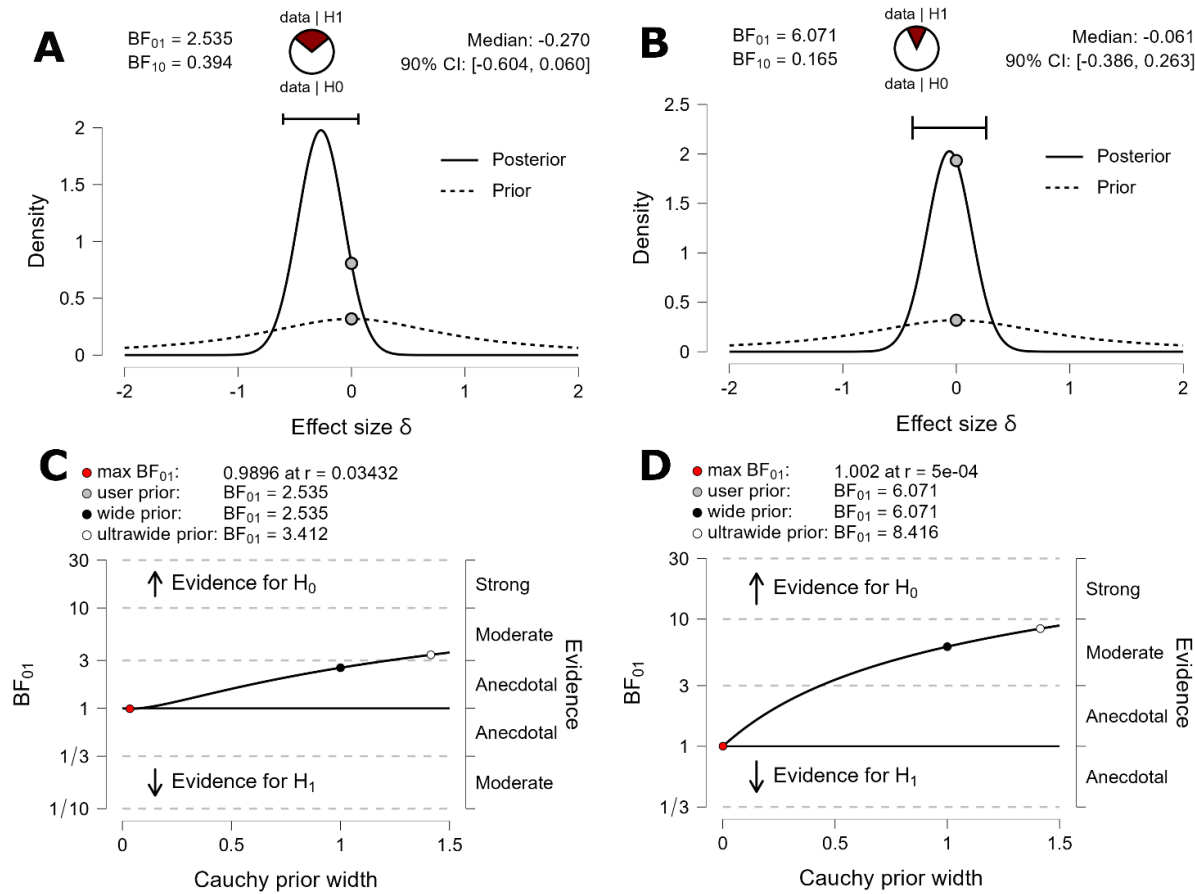 A
BF01 = 2.535
BF10 = 0.394
data | H1
data | H0
Median: -0.270
90% CI: [-0.604, 0.060]
Posterior
Prior
Density
2
1.5
1
0.5
0
-2
-1
0
1
2
Effect size δ
B
BF01 = 6.071
BF10 = 0.165
data | H1
data | H0
Median: -0.061
90% CI: [-0.386, 0.263]
Posterior
Prior
Density
2.5
2
1.5
1
0.5
0
-2
-1
0
1
2
Effect size δ
C
max BF01: 0.9896 at r = 0.03432
user prior: BF01 = 2.535
wide prior: BF01 = 2.535
ultrawide prior: BF01 = 3.412
Evidence for H0
Evidence for H1
BF01
30
10
3
1
1/3
1/10
Strong
Moderate
Anecdotal
Anecdotal
Moderate
Evidence
0
0.5
1
1.5
Cauchy prior width
D
max BF01: 1.002 at r = 5e-04
user prior: BF01 = 6.071
wide prior: BF01 = 6.071
ultrawide prior: BF01 = 8.416
Evidence for H0
Evidence for H1
BF01
30
10
3
1
1/3
Strong
Moderate
Anecdotal
Anecdotal
Evidence
0
0.5
1
1.5
Cauchy prior width